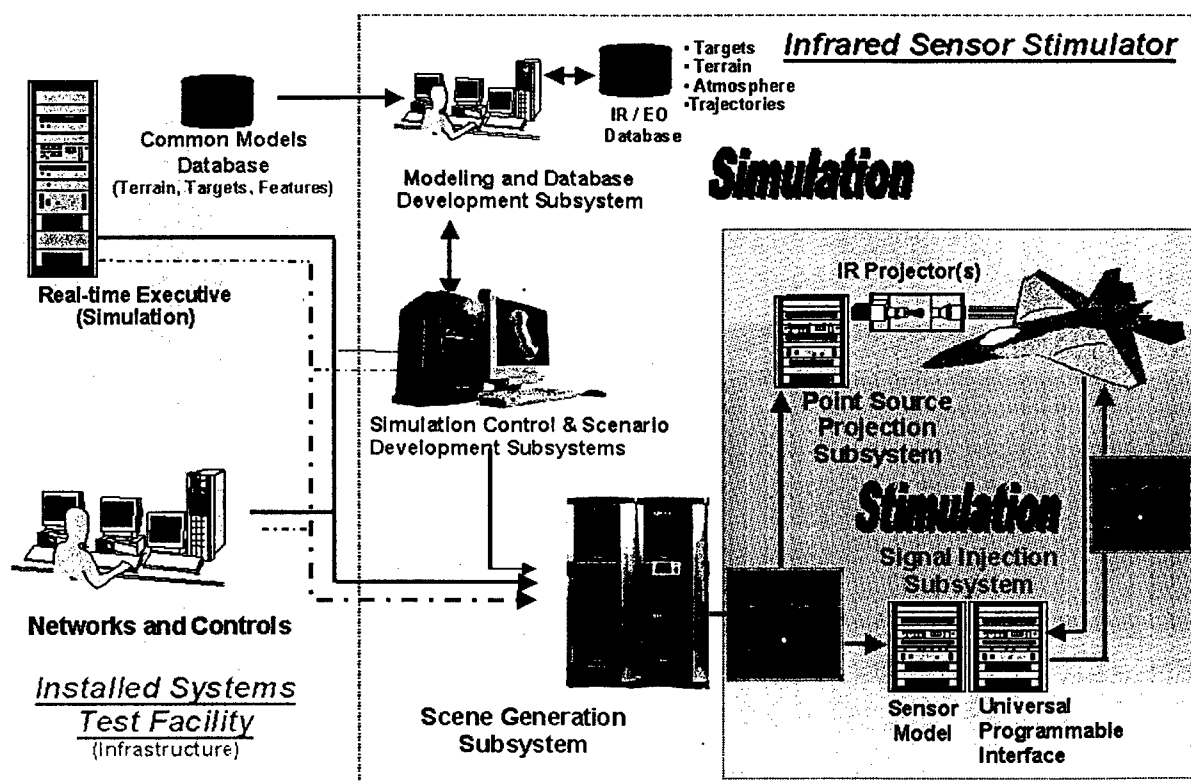 Infrared Sensor Stimulator
• Targets
• Terrain
• Atmosphere
•Trajectories
IR / EO
Database
Common Models
Database
(Terrain, Targets, Features)
Modeling and Database
Development Subsystem
Simulation
Real-time Executive
(Simulation)
IR Projector(s)
Simulation Control & Scenario
Development Subsystems
Point Source
Projection
Subsystem
Stimulation
Signal Injection
Subsystem
Networks and Controls
Installed Systems
Test Facility
(Infrastructure)
Scene Generation
Subsystem
Sensor
Model
Universal
Programmable
Interface